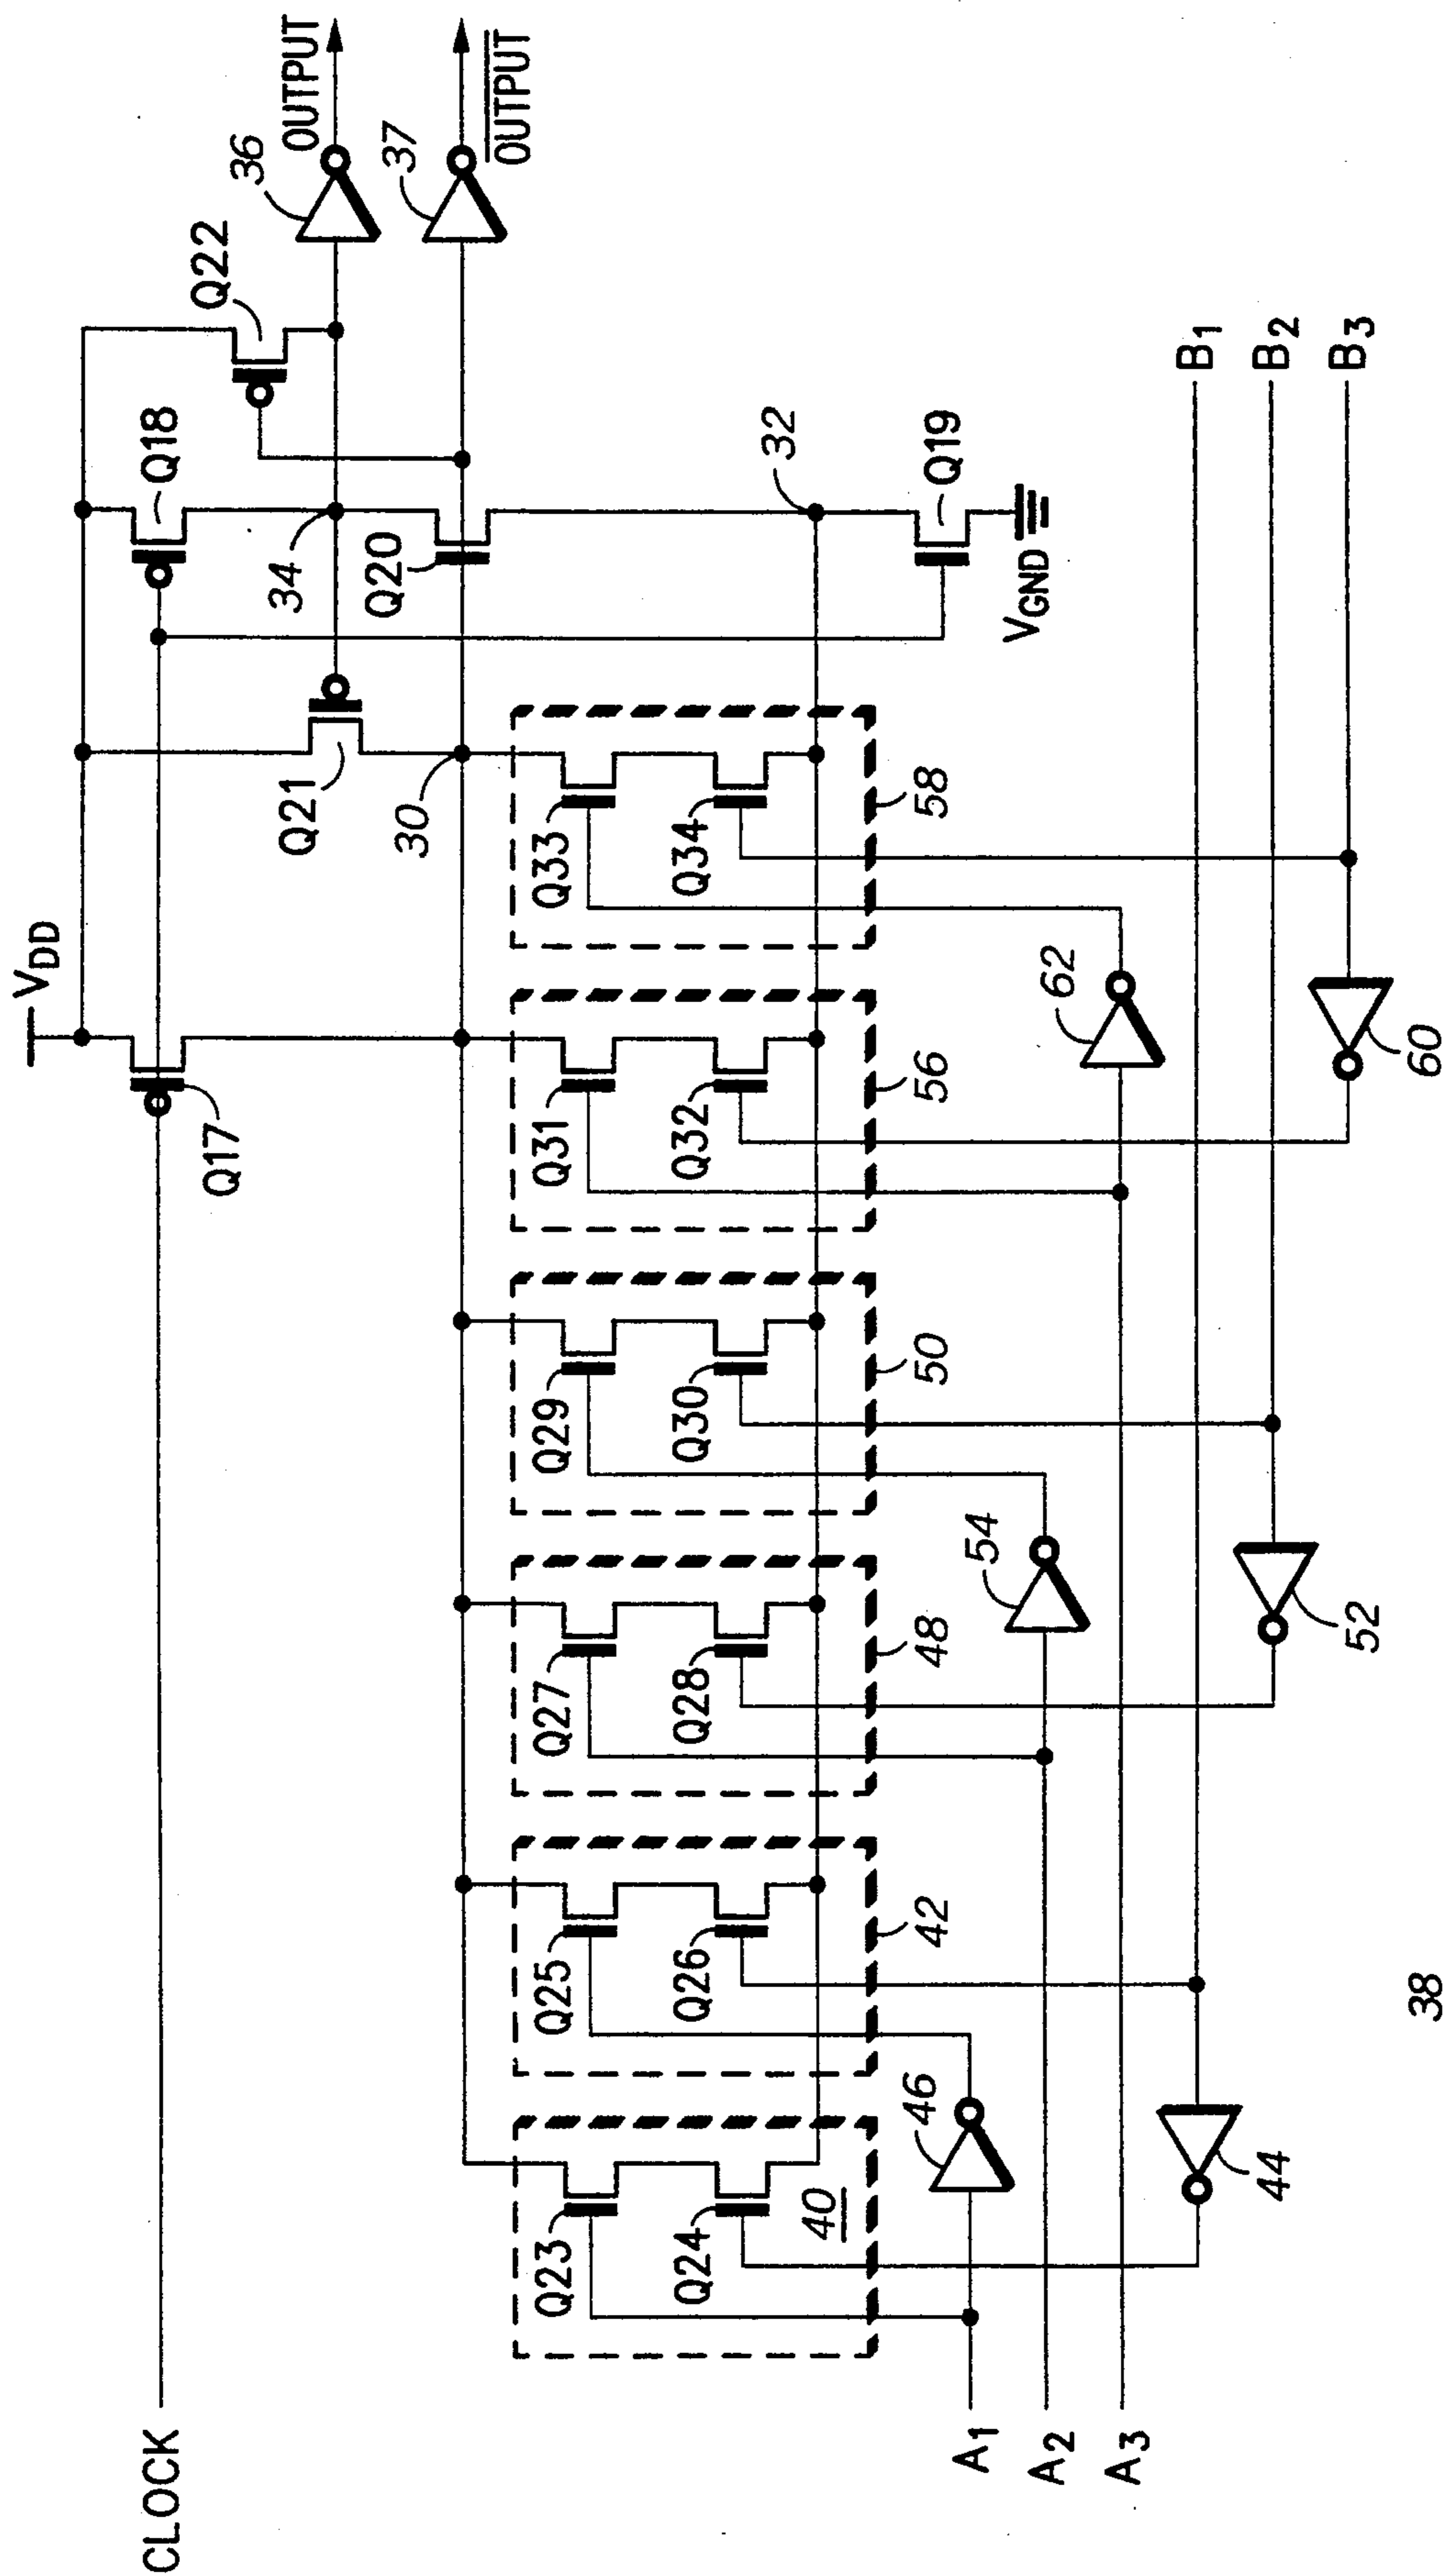 CLOCK
VDD
Q17
Q18
Q22
36
OUTPUT
34
Q21
37
OUTPUT
30
Q20
Q23
Q25
Q27
Q29
Q31
Q33
Q24
Q26
Q28
Q30
Q32
Q34
32
40
42
48
50
56
58
Q19
VGND
A1
46
A2
54
A3
62
B1
44
B2
52
B3
60
38